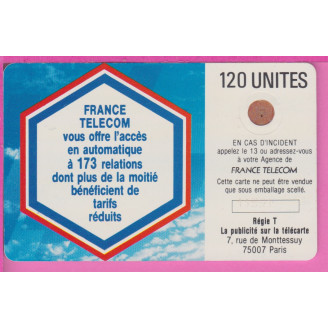 FRANCE
TELECOM
vous offre l'accès
en automatique
à 173 relations
dont plus de la moitié
bénéficient de
tarifs
réduits
120 UNITES
EN CAS D'INCIDENT
appelez le 13 ou adressez-vous
à votre Agence de
FRANCE TELECOM
Cette carte ne peut être vendue
que sous emballage scellé.
Régie T
La publicité sur la télécarte
7, rue de Monttessuy
75007 Paris